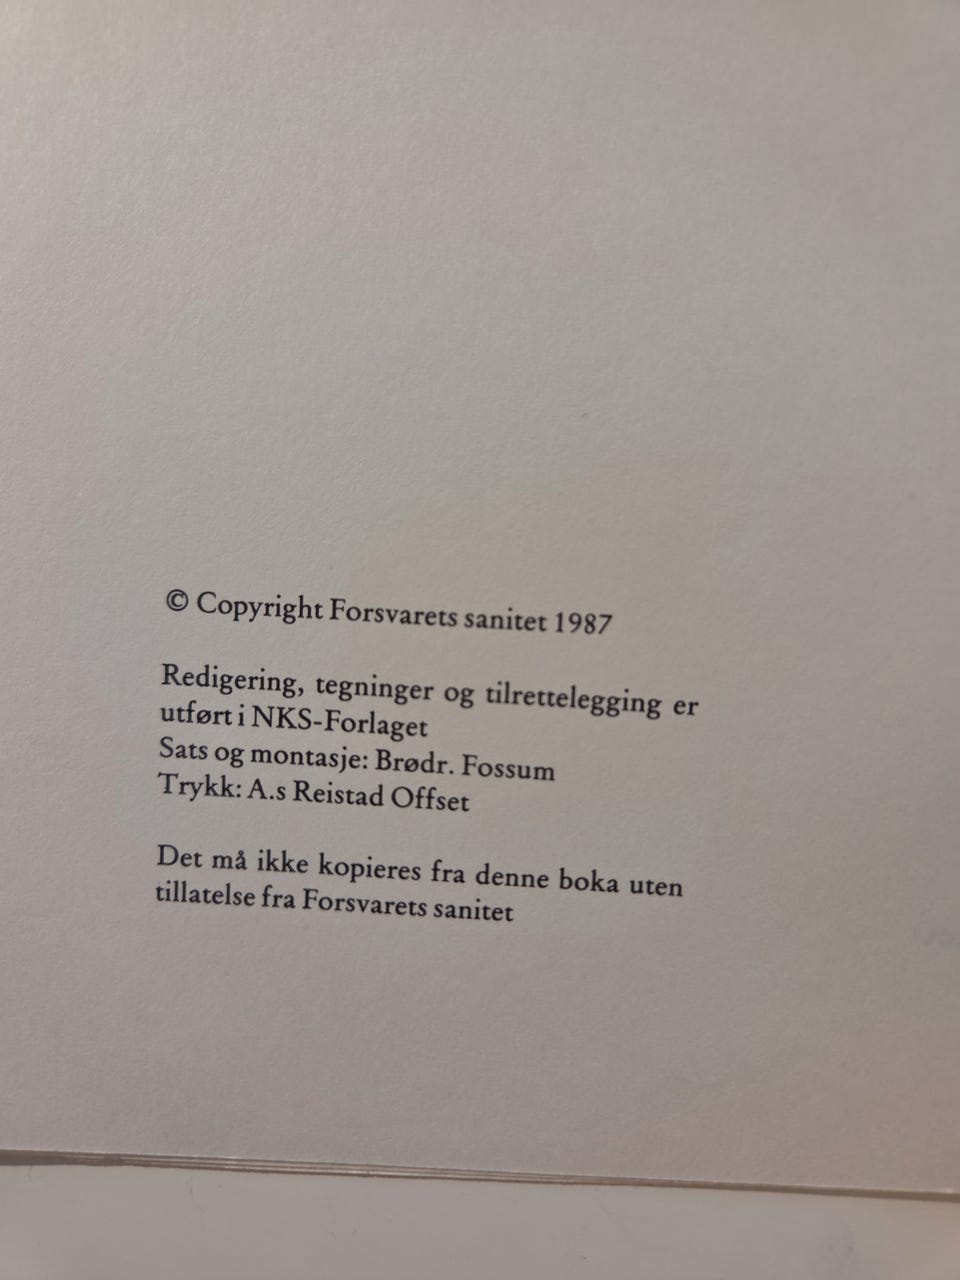 © Copyright Forsvarets sanitet 1987
Redigering, tegninger og tilrettelegging er
utført i NKS-Forlaget
Sats og montasje: Brødr. Fossum
Trykk: A.s Reistad Offset
Det må ikke kopieres fra denne boka uten
tillatelse fra Forsvarets sanitet